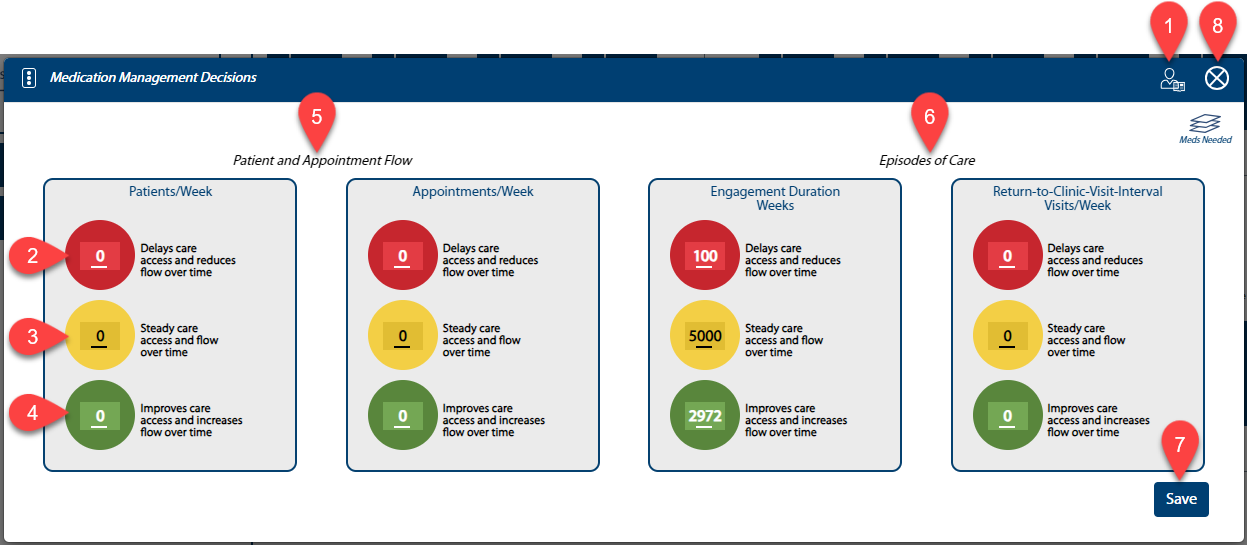 1
8
Medication Management Decisions
5
6
Meds Needed
Patient and Appointment Flow
Episodes of Care
Patients/Week
2
0
Delays care
access and reduces
flow over time
3
0
Steady care
access and flow
over time
4
0
Improves care
access and increases
flow over time
Appointments/Week
0
Delays care
access and reduces
flow over time
0
Steady care
access and flow
over time
0
Improves care
access and increases
flow over time
Engagement Duration
Weeks
100
Delays care
access and reduces
flow over time
5000
Steady care
access and flow
over time
2972
Improves care
access and increases
flow over time
Return-to-Clinic-Visit-Interval
Visits/Week
0
Delays care
access and reduces
flow over time
0
Steady care
access and flow
over time
0
Improves care
access and increases
flow over time
7
Save